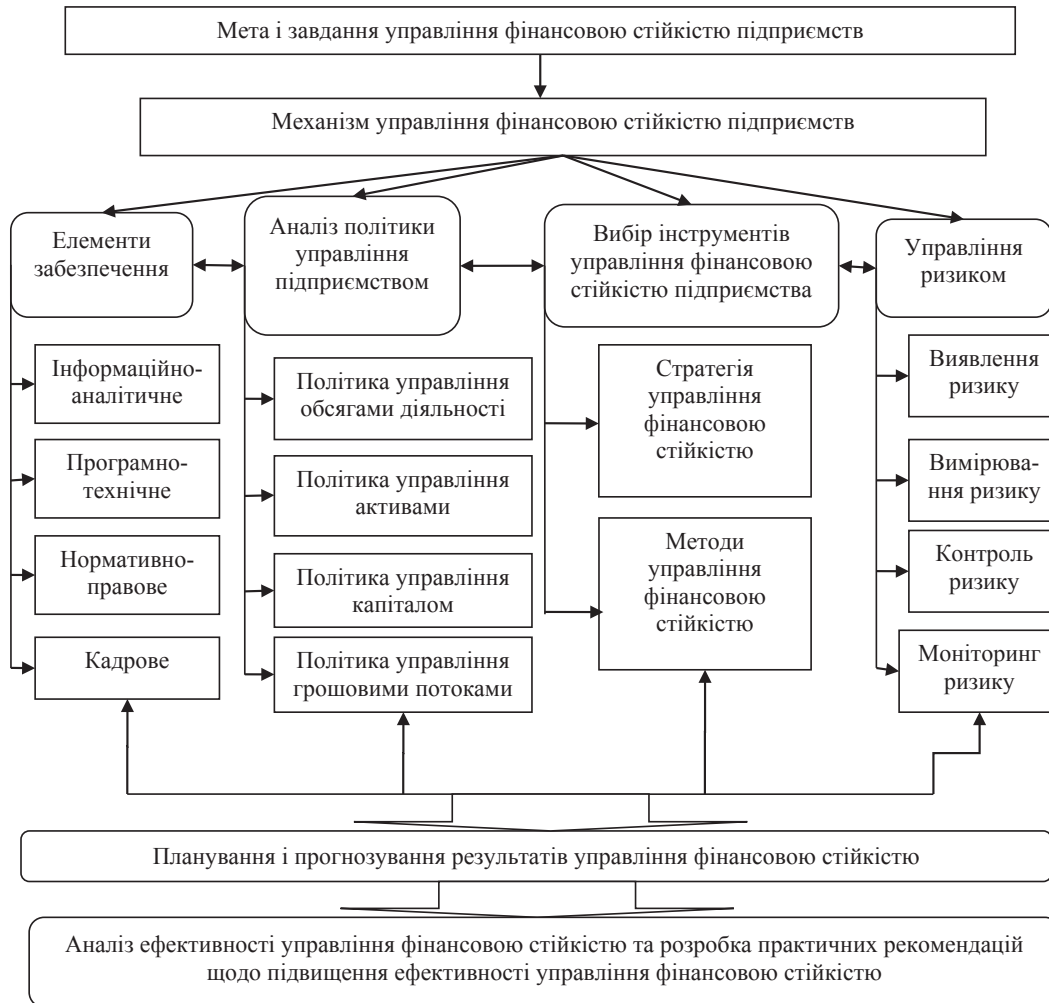 Мета і завдання управління фінансовою стійкістю підприємств
Механізм управління фінансовою стійкістю підприємств
Елементи
забезпечення
Аналіз політики
управління
підприємством
Вибір інструментів
управління фінансовою
стійкістю підприємства
Управління
ризиком
Інформаційно-
аналітичне
Програмно-
технічне
Нормативно-
правове
Кадрове
Політика управління
обсягами діяльності
Політика управління
активами
Політика управління
капіталом
Політика управління
грошовими потоками
Стратегія
управління
фінансовою
стійкістю
Методи
управління
фінансовою
стійкістю
Виявлення
ризику
Вимірюва-
ання ризику
Контроль
ризику
Моніторинг
ризику
Планування і прогнозування результатів управління фінансовою стійкістю
Аналіз ефективності управління фінансовою стійкістю та розробка практичних рекомендацій
щодо підвищення ефективності управління фінансовою стійкістю